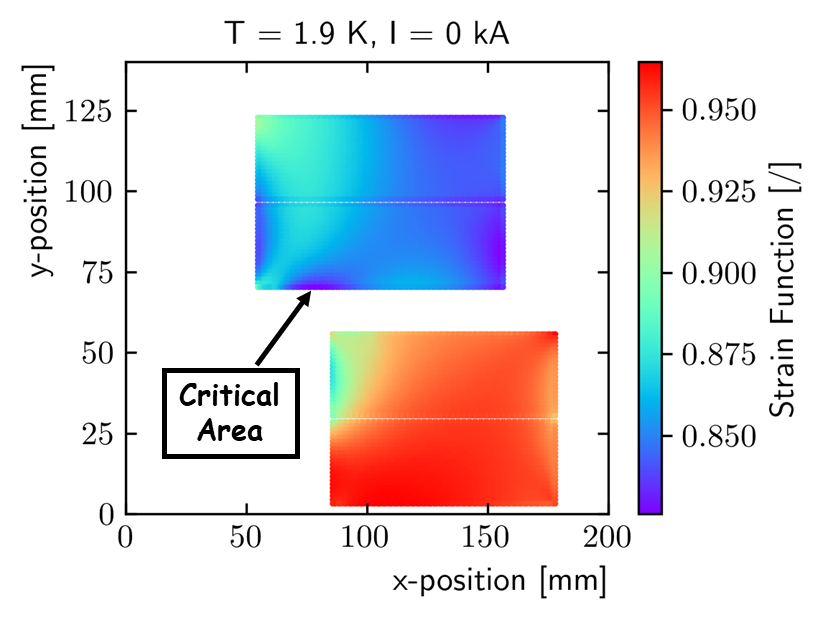 T = 1.9 K, I = 0 kA
y-position [mm]
125
100
75
50
25
0
Critical
Area
0
50
100
150
200
x-position [mm]
0.950
0.925
0.900
0.875
0.850
Strain Function [/]